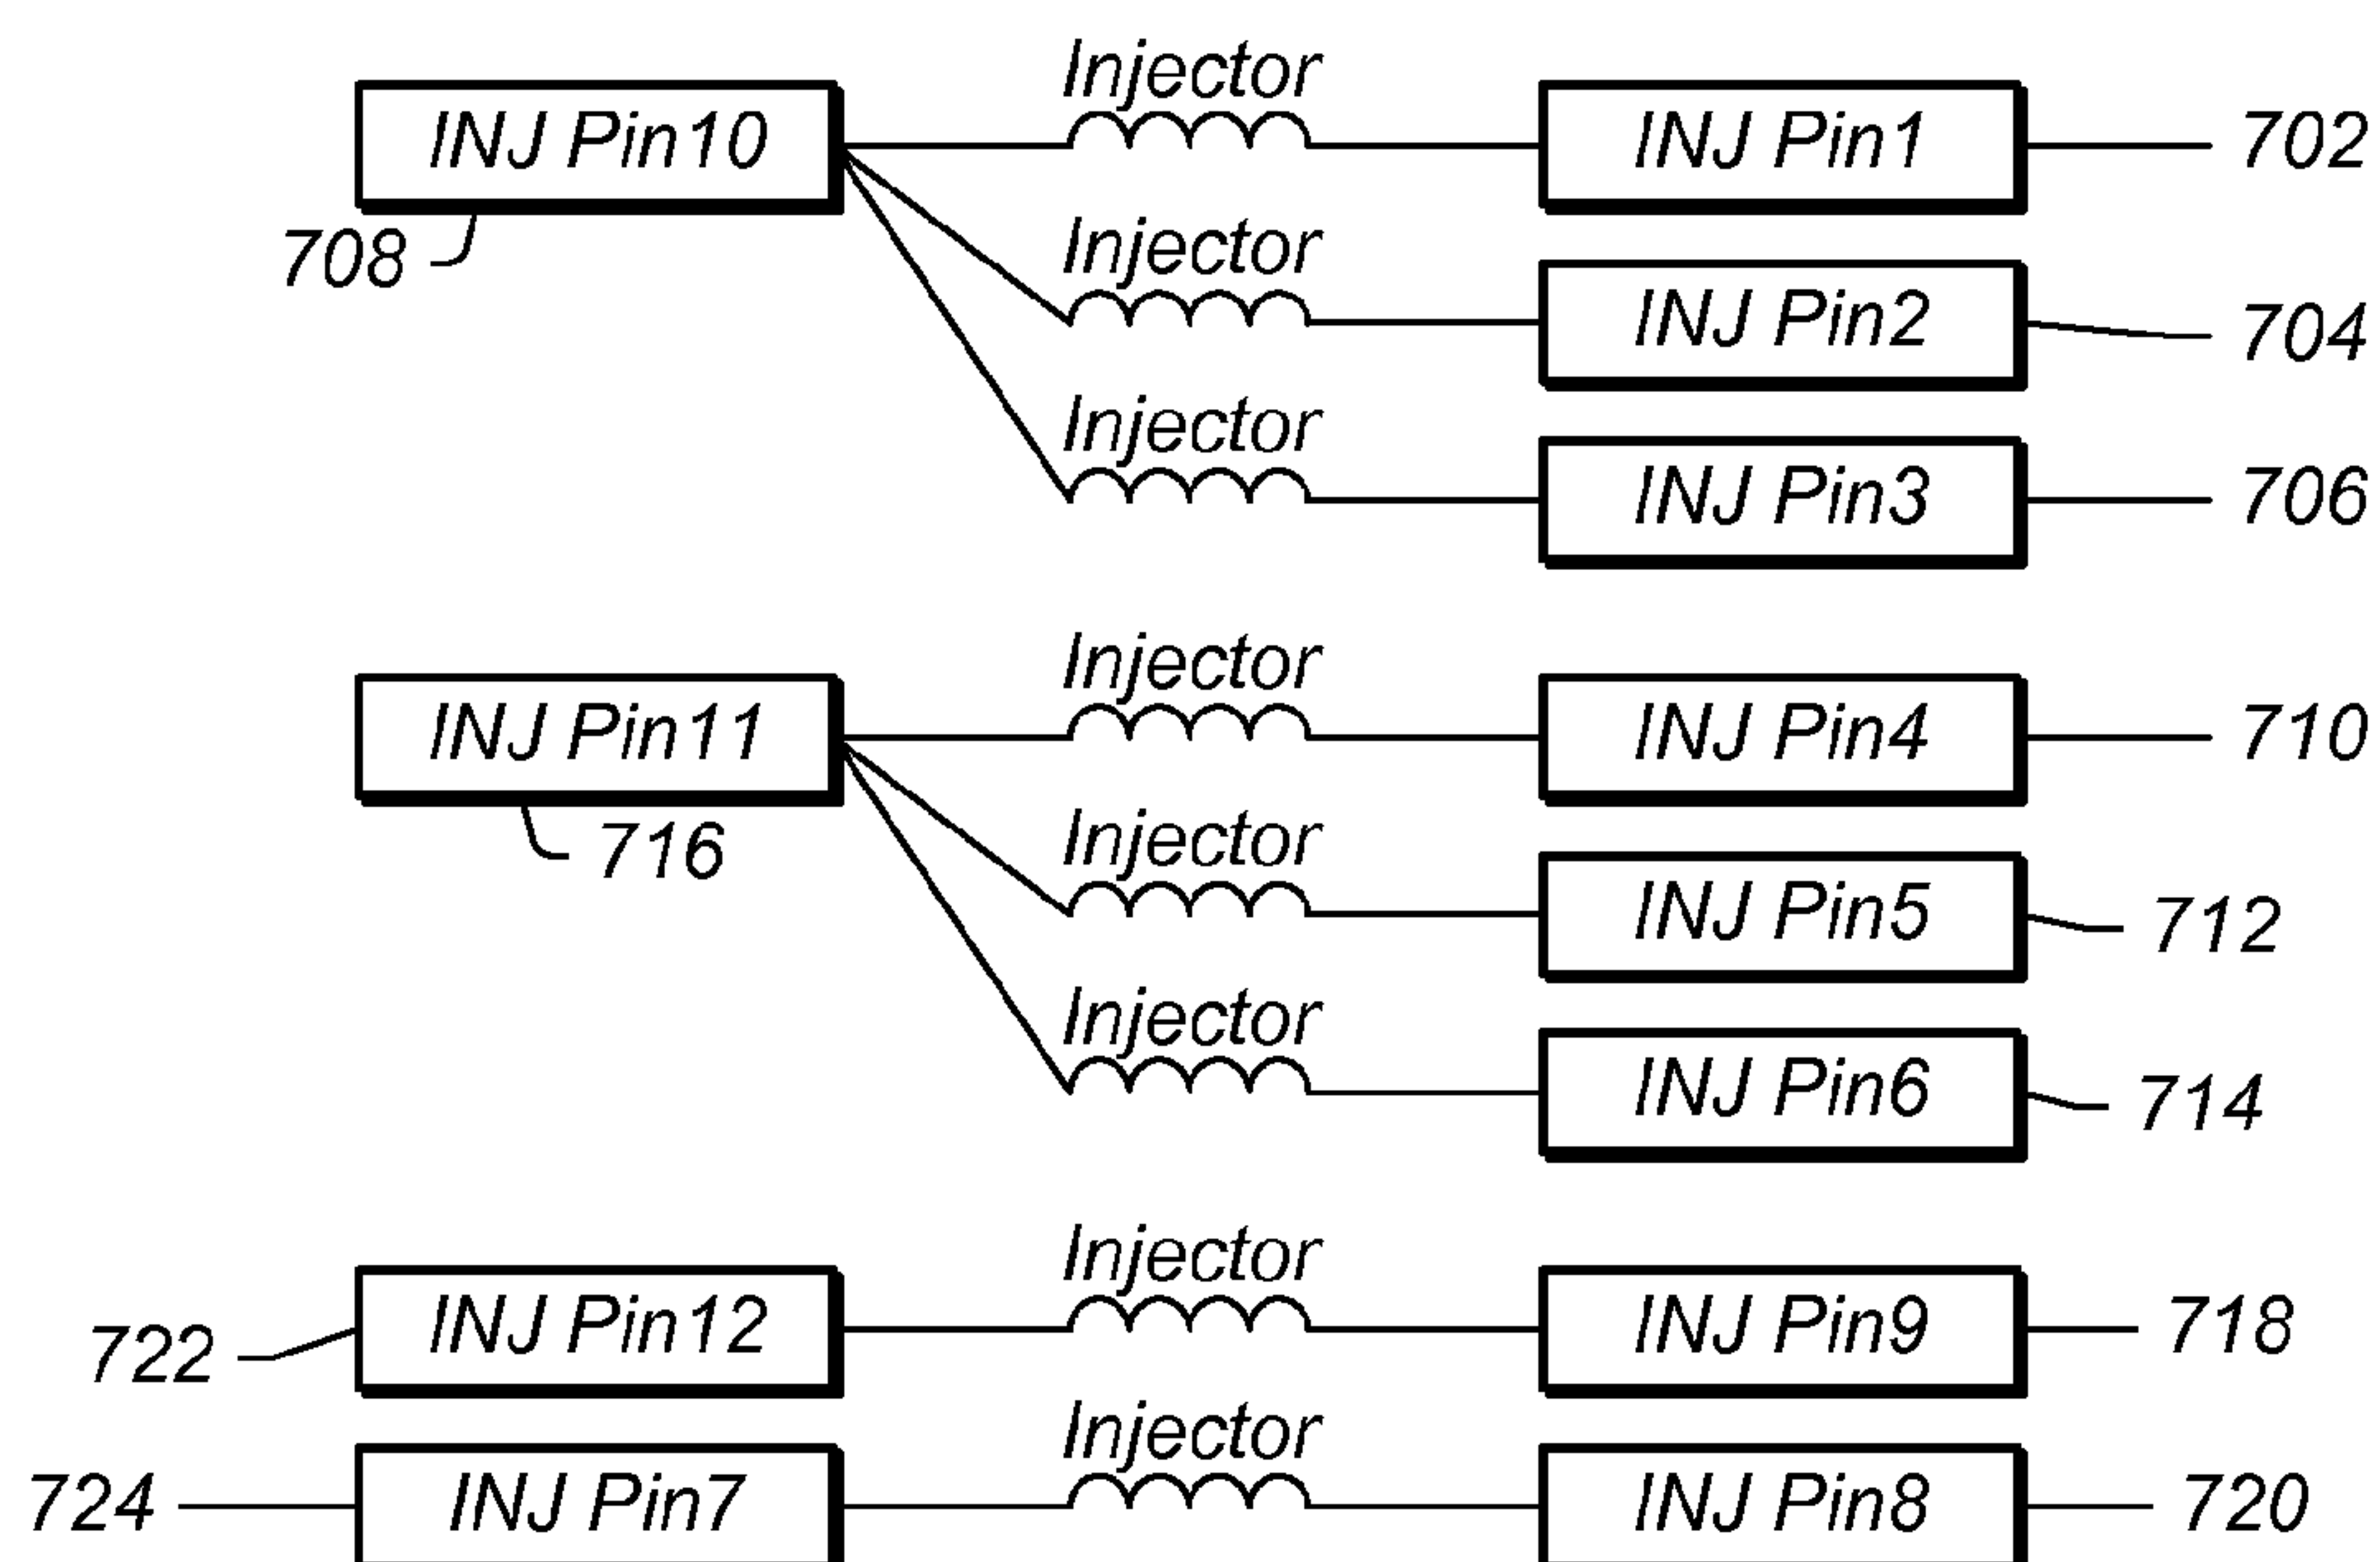 Injector
INJ Pin10
INJ Pin1
702
708
Injector
INJ Pin2
704
Injector
INJ Pin3
706
Injector
INJ Pin11
INJ Pin4
710
716
Injector
INJ Pin5
712
Injector
INJ Pin6
714
Injector
722
INJ Pin12
INJ Pin9
718
Injector
724
INJ Pin7
INJ Pin8
720